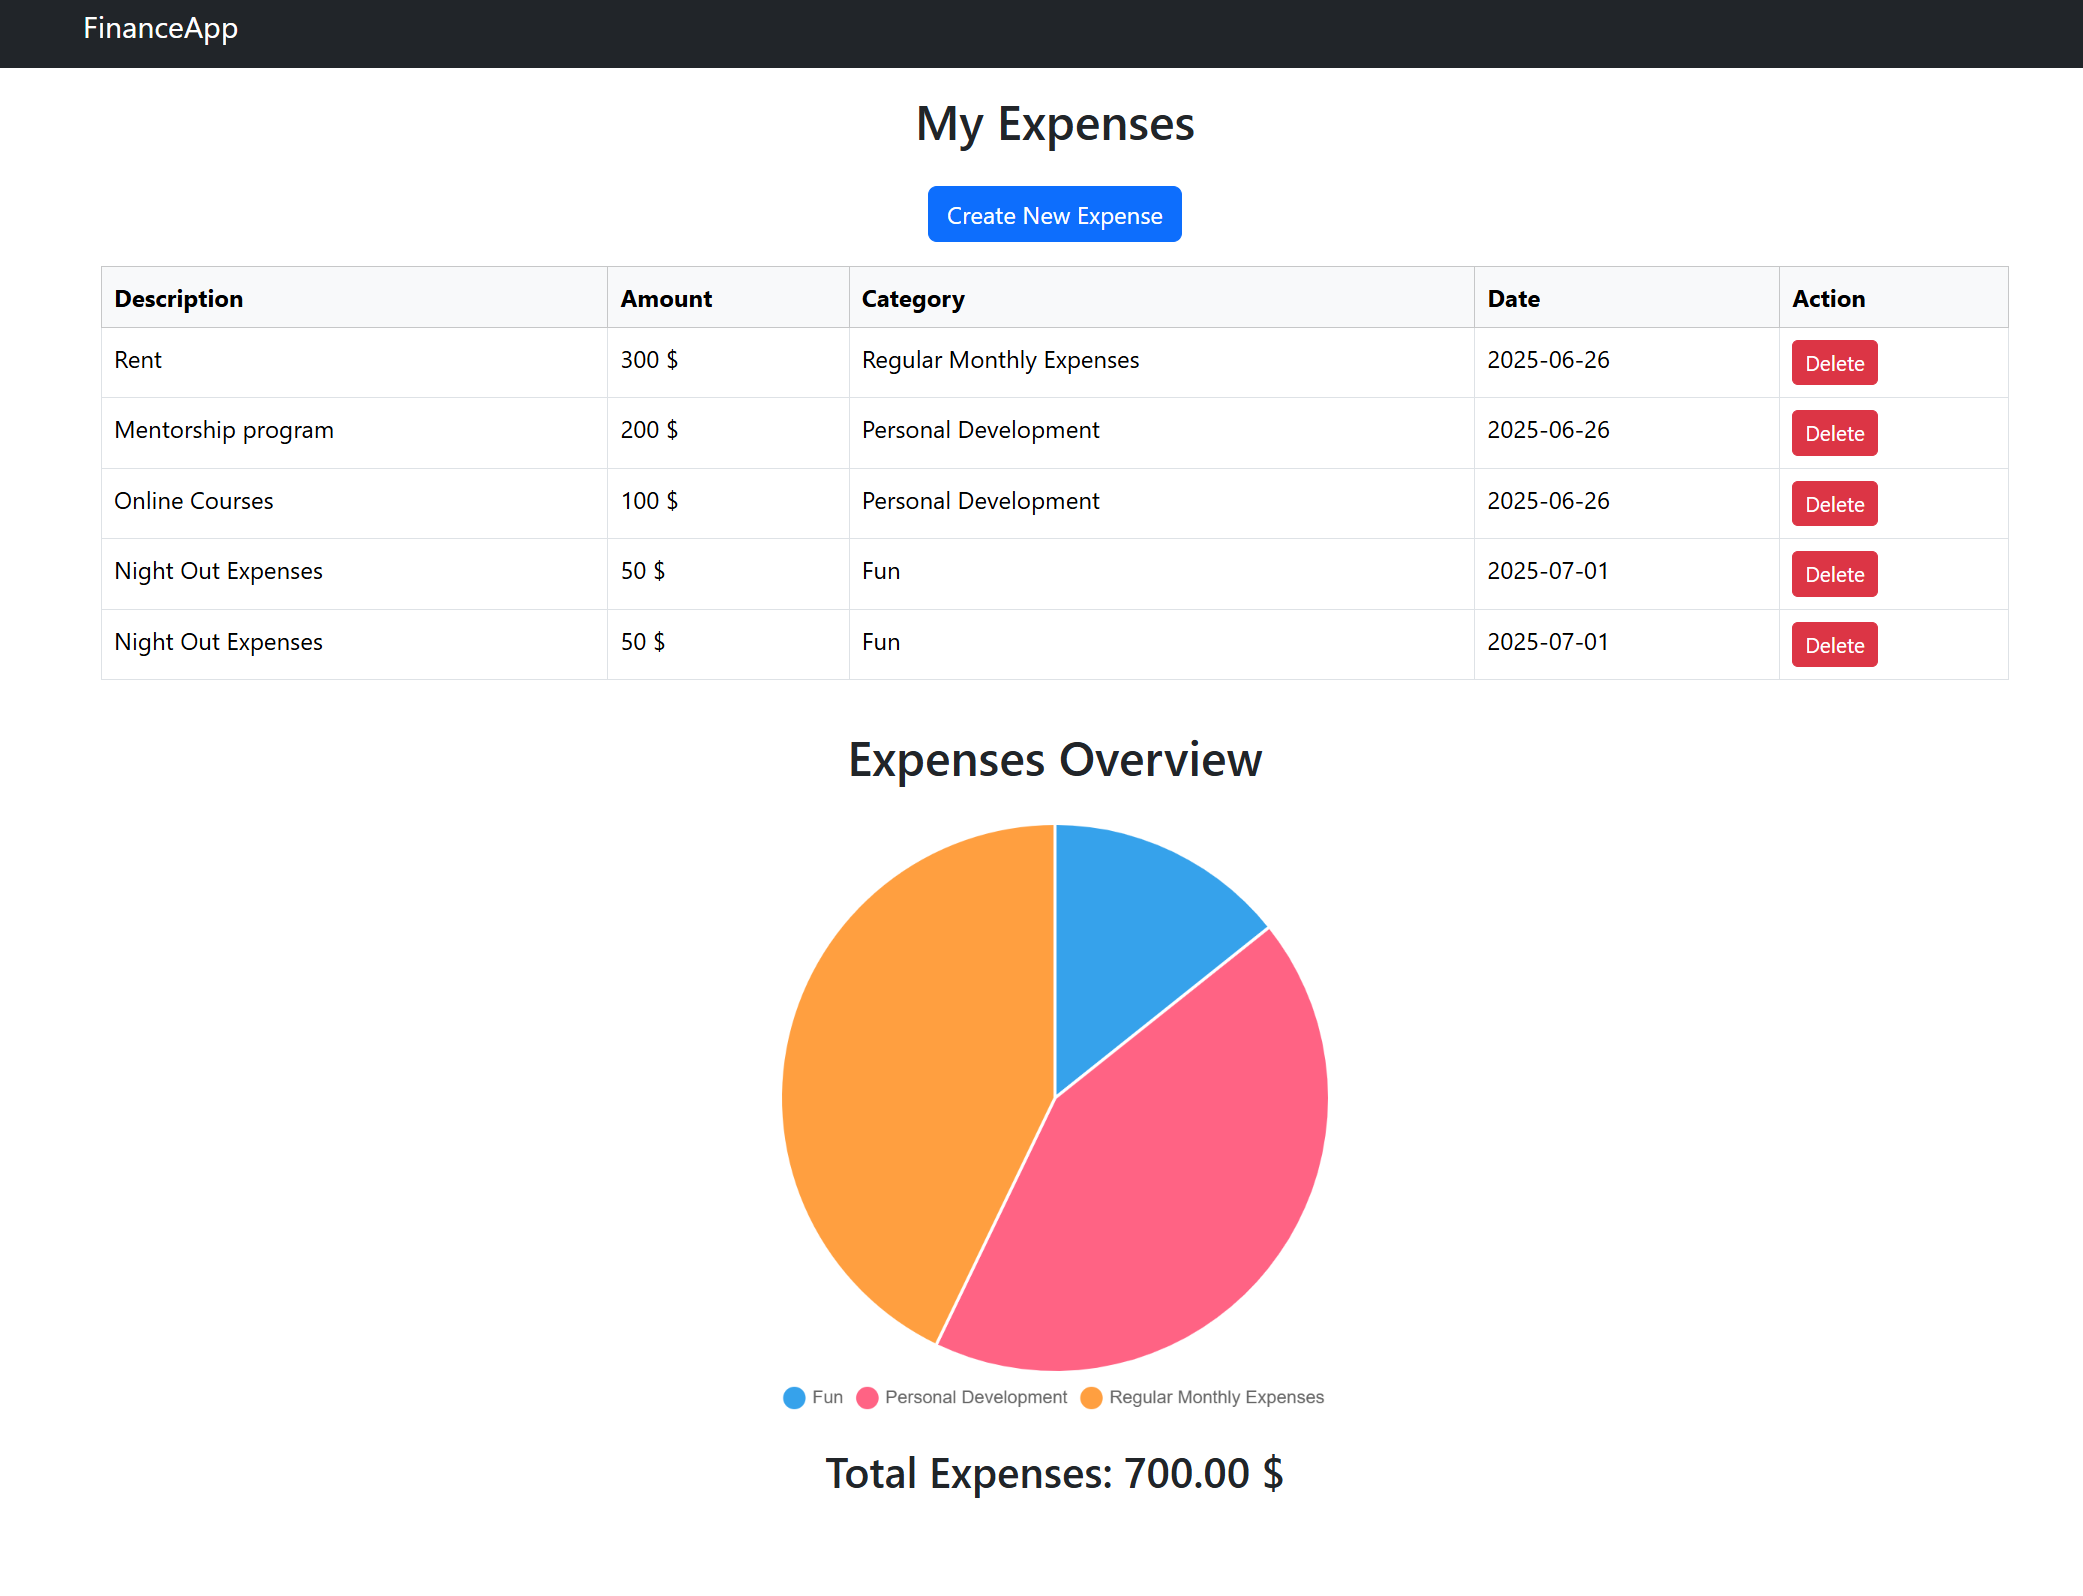 FinanceApp
My Expenses
Create New Expense
Description Amount Category Date Action
Rent 300 $ Regular Monthly Expenses 2025-06-26 Delete
Mentorship program 200 $ Personal Development 2025-06-26 Delete
Online Courses 100 $ Personal Development 2025-06-26 Delete
Night Out Expenses 50 $ Fun 2025-07-01 Delete
Night Out Expenses 50 $ Fun 2025-07-01 Delete
Expenses Overview
Fun Personal Development Regular Monthly Expenses
Total Expenses: 700.00 $